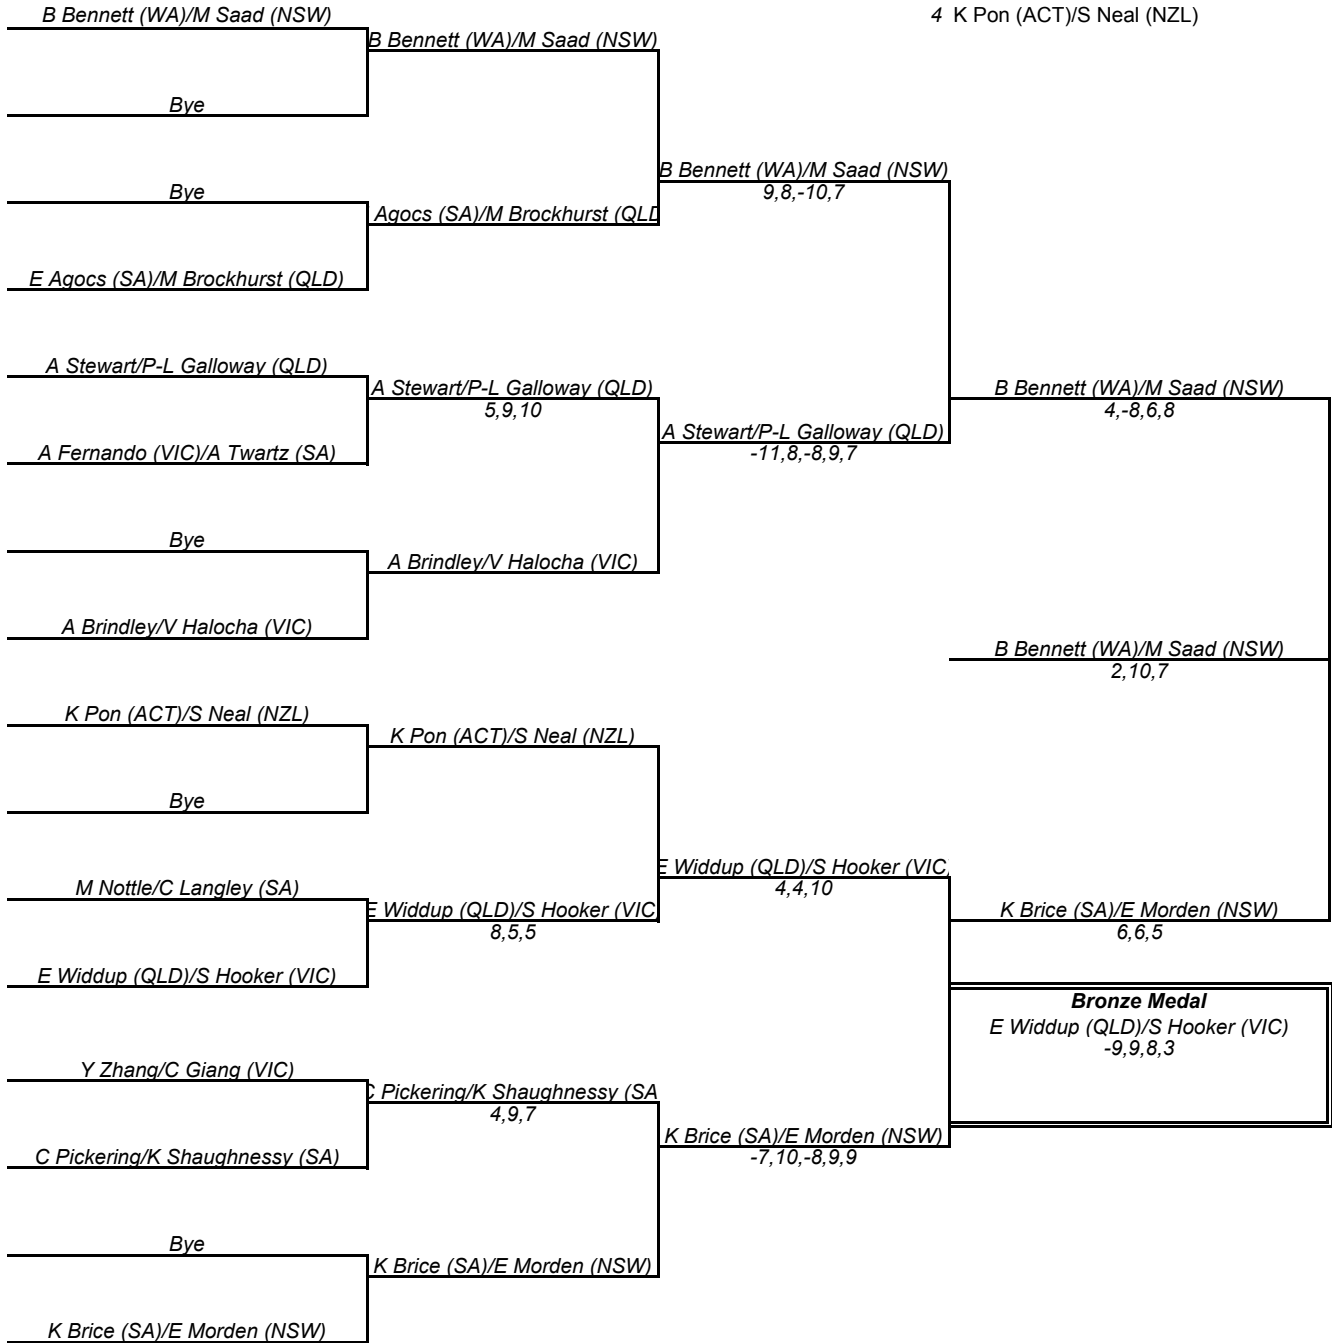 B Bennett (WA)/M Saad (NSW)
4 K Pon (ACT)/S Neal (NZL)
B Bennett (WA)/M Saad (NSW)
Bye
B Bennett (WA)/M Saad (NSW)
9,8,-10,7
Bye
Agocs (SA)/M Brockhurst (QLD
E Agocs (SA)/M Brockhurst (QLD)
A Stewart/P-L Galloway (QLD)
A Stewart/P-L Galloway (QLD)
5,9,10
B Bennett (WA)/M Saad (NSW)
4,-8,6,8
A Stewart/P-L Galloway (QLD)
-11,8,-8,9,7
A Fernando (VIC)/A Twartz (SA)
Bye
A Brindley/V Halocha (VIC)
A Brindley/V Halocha (VIC)
B Bennett (WA)/M Saad (NSW)
2,10,7
K Pon (ACT)/S Neal (NZL)
K Pon (ACT)/S Neal (NZL)
Bye
E Widdup (QLD)/S Hooker (VIC)
4,4,10
M Nottle/C Langley (SA)
E Widdup (QLD)/S Hooker (VIC
8,5,5
K Brice (SA)/E Morden (NSW)
6,6,5
E Widdup (QLD)/S Hooker (VIC)
Bronze Medal
E Widdup (QLD)/S Hooker (VIC)
-9,9,8,3
Y Zhang/C Giang (VIC)
C Pickering/K Shaughnessy (SA
4,9,7
K Brice (SA)/E Morden (NSW)
-7,10,-8,9,9
C Pickering/K Shaughnessy (SA)
Bye
K Brice (SA)/E Morden (NSW)
K Brice (SA)/E Morden (NSW)